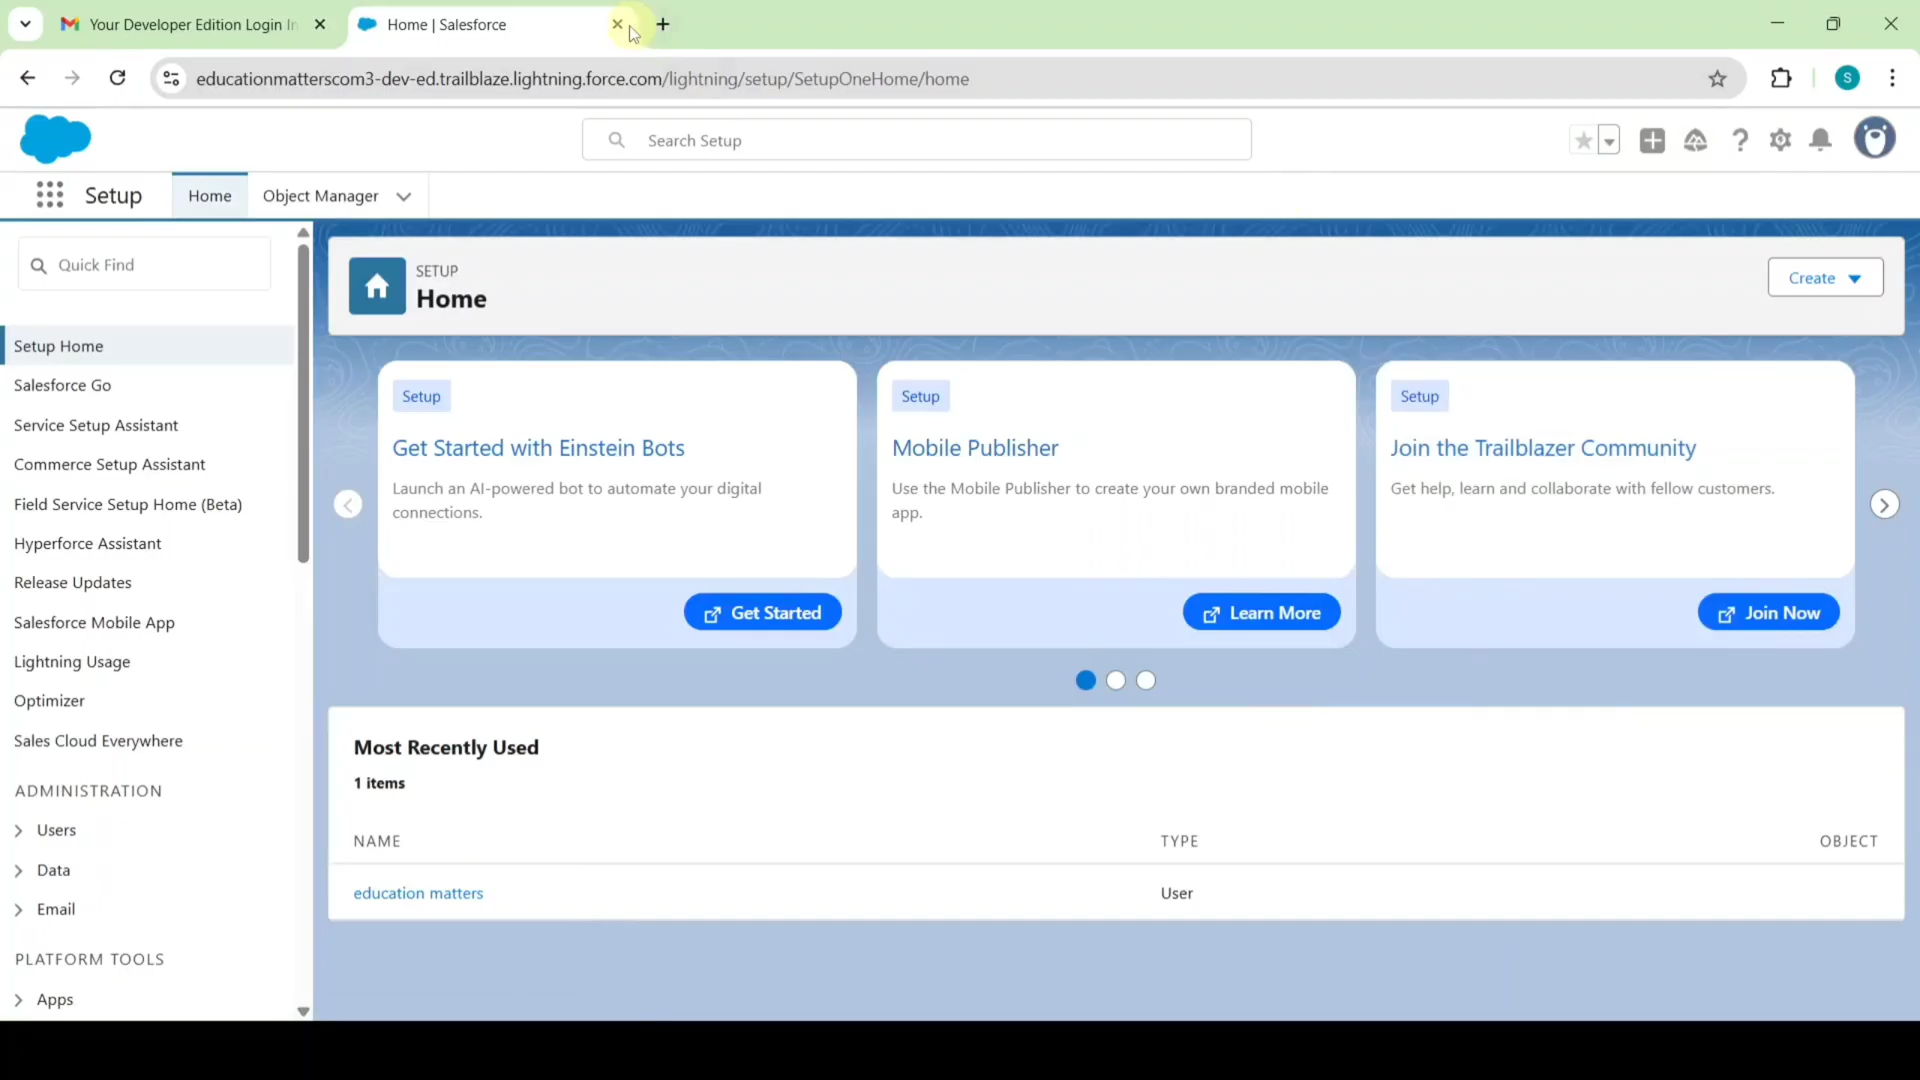 Your Developer Edition Login In
Home | Salesforce
educationmatterscom3-dev-ed.trailblaze.lightning.force.com/lightning/setup/SetupOneHome/home
S
Search Setup
Setup
Home
Object Manager
Quick Find
Setup Home
Salesforce Go
Service Setup Assistant
Commerce Setup Assistant
Field Service Setup Home (Beta)
Hyperforce Assistant
Release Updates
Salesforce Mobile App
Lightning Usage
Optimizer
Sales Cloud Everywhere
ADMINISTRATION
Users
Data
Email
PLATFORM TOOLS
Apps
SETUP
Home
Create
Setup
Get Started with Einstein Bots
Launch an AI-powered bot to automate your digital
connections.
Get Started
Setup
Mobile Publisher
Use the Mobile Publisher to create your own branded mobile
app.
Learn More
Setup
Join the Trailblazer Community
Get help, learn and collaborate with fellow customers.
Join Now
Most Recently Used
1 items
NAME TYPE OBJECT
education matters User